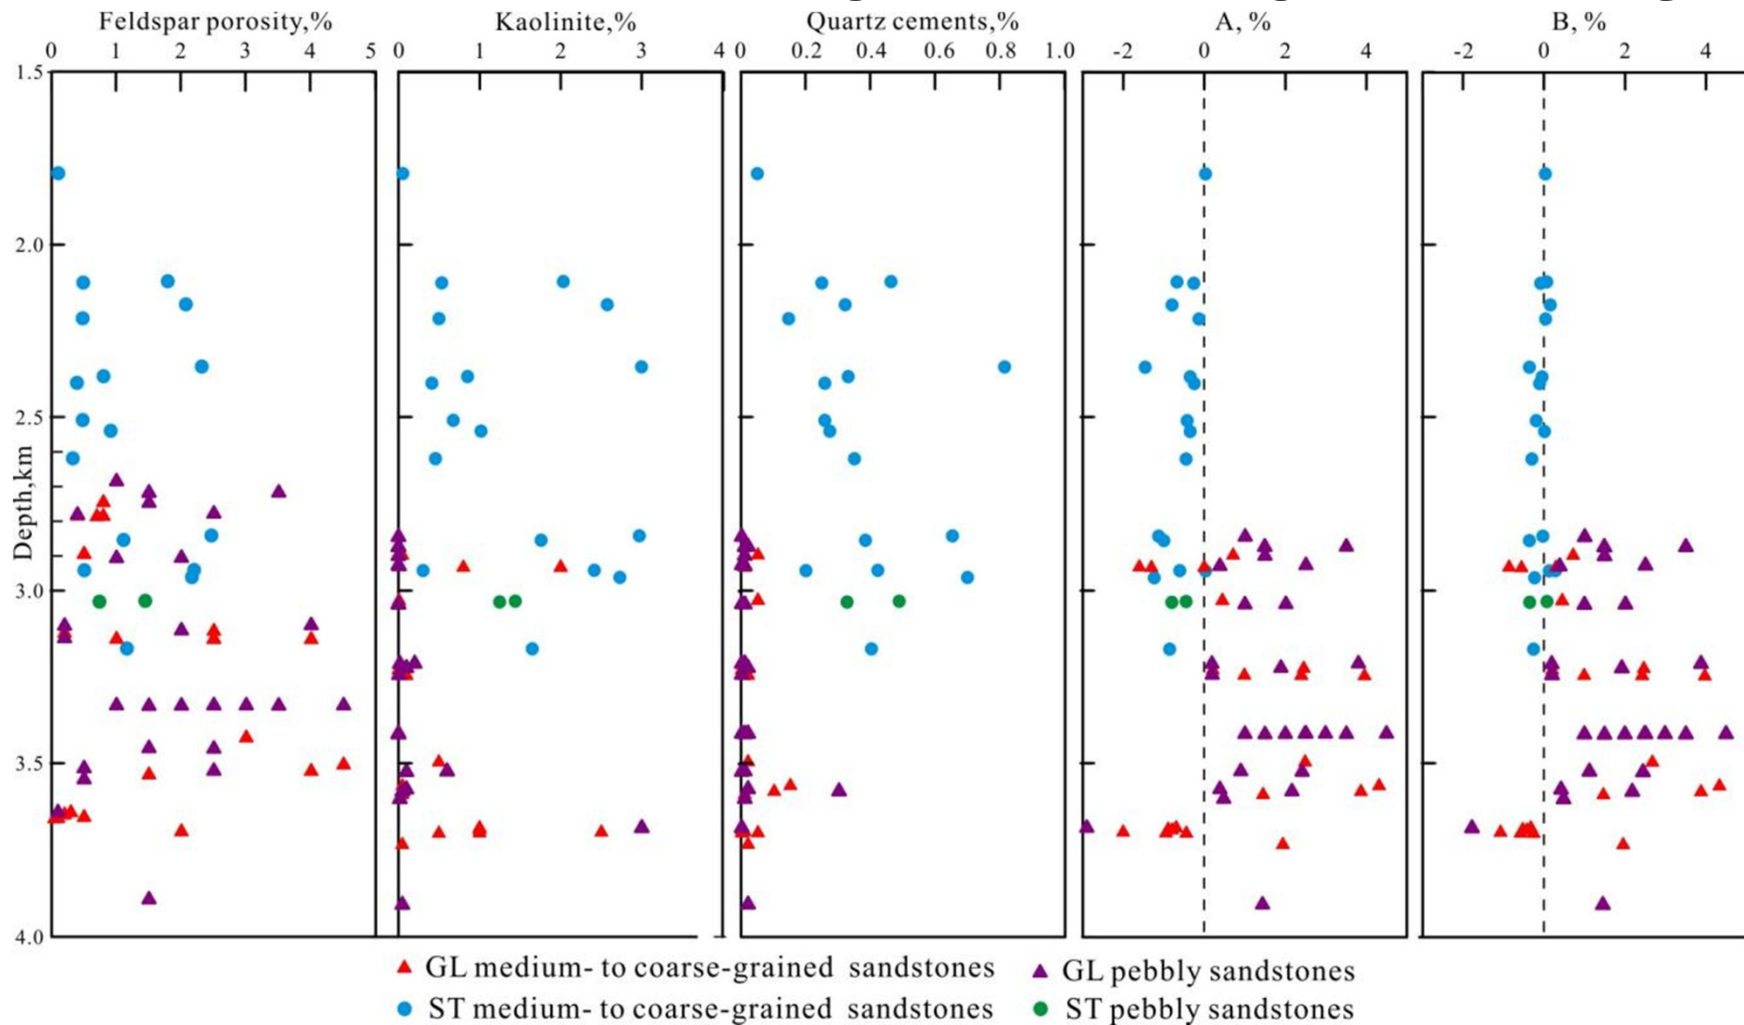 Feldspar porosity,% Kaolinite,% Quartz cements,% A, % B, %
0 1 2 3 4 5 0 1 2 3 4 0 0.2 0.4 0.6 0.8 1.0 -2 0 2 4 -2 0 2 4
1.5
2.0
2.5
3.0
3.5
4.0
Depth,km
GL medium- to coarse-grained sandstones GL pebbly sandstones
ST medium- to coarse-grained sandstones ST pebbly sandstones